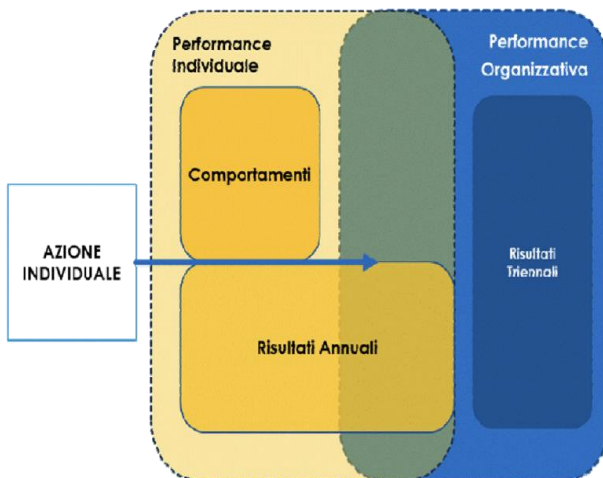 Performance
Individuale
Performance
Organizzativa
Comportamenti
AZIONE
INDIVIDUALE
Risultati
Triennali
Risultati Annuali